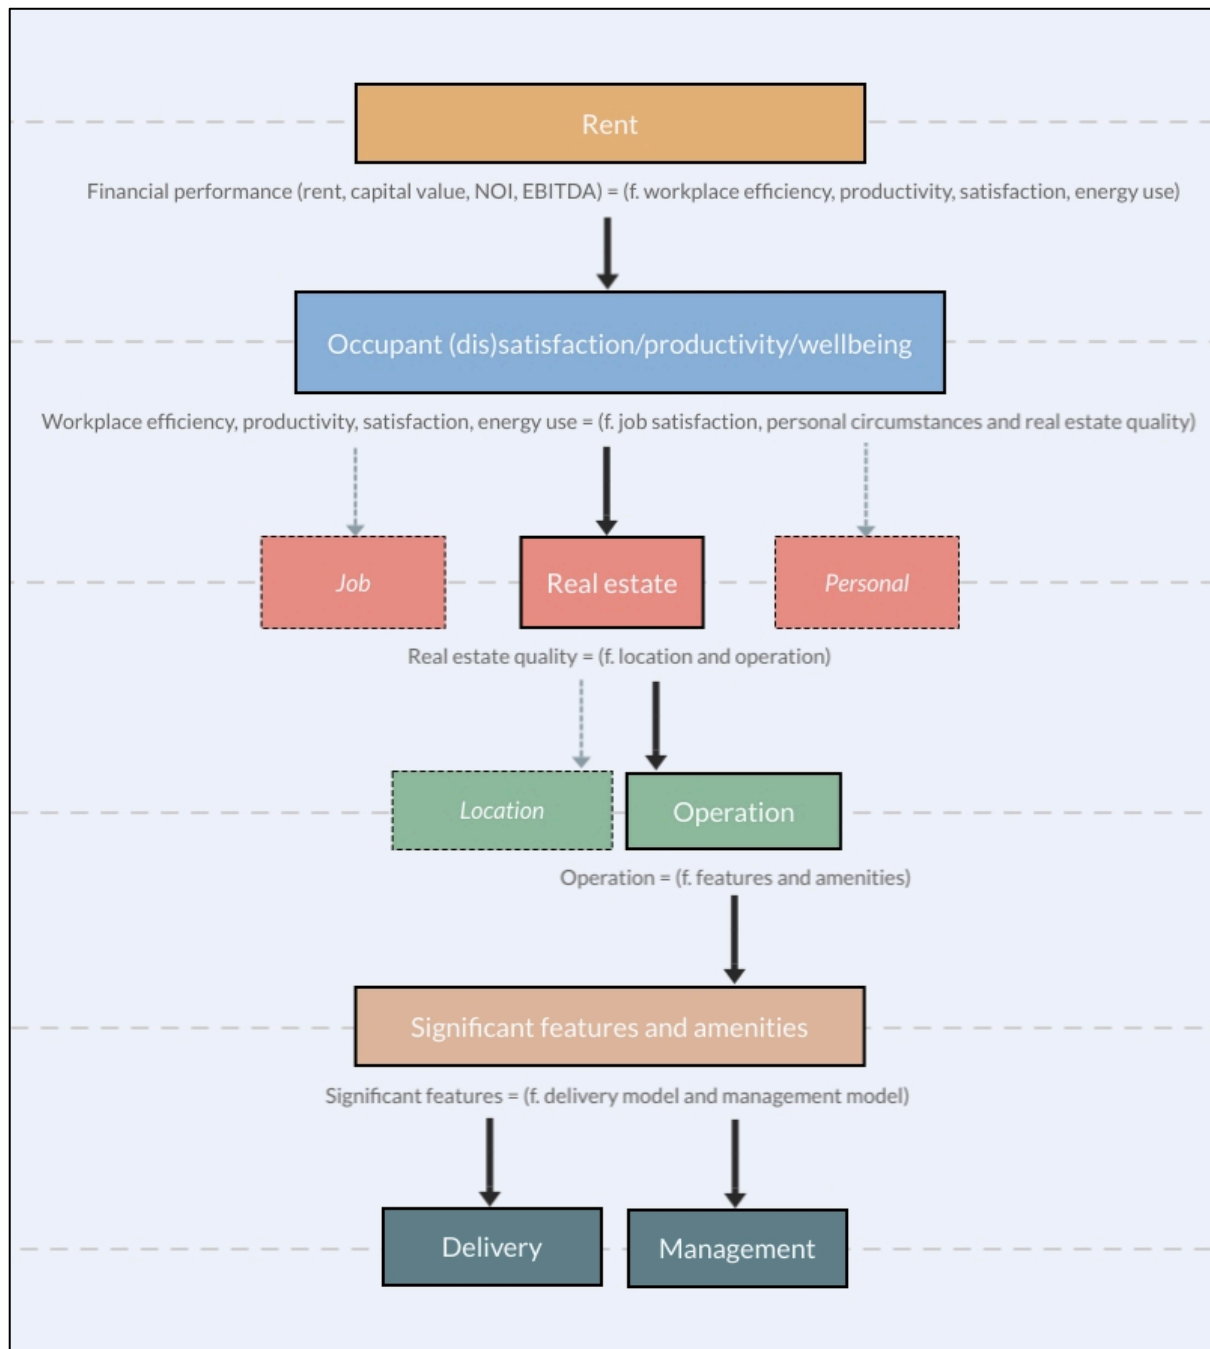 Rent
Financial performance (rent, capital value, NOI, EBITDA) = (f. workplace efficiency, productivity, satisfaction, energy use)
Occupant (dis)satisfaction/productivity/wellbeing
Workplace efficiency, productivity, satisfaction, energy use = (f. job satisfaction, personal circumstances and real estate quality)
Job
Real estate
Personal
Real estate quality = (f. location and operation)
Location
Operation
Operation = (f. features and amenities)
Significant features and amenities
Significant features = (f. delivery model and management model)
Delivery
Management